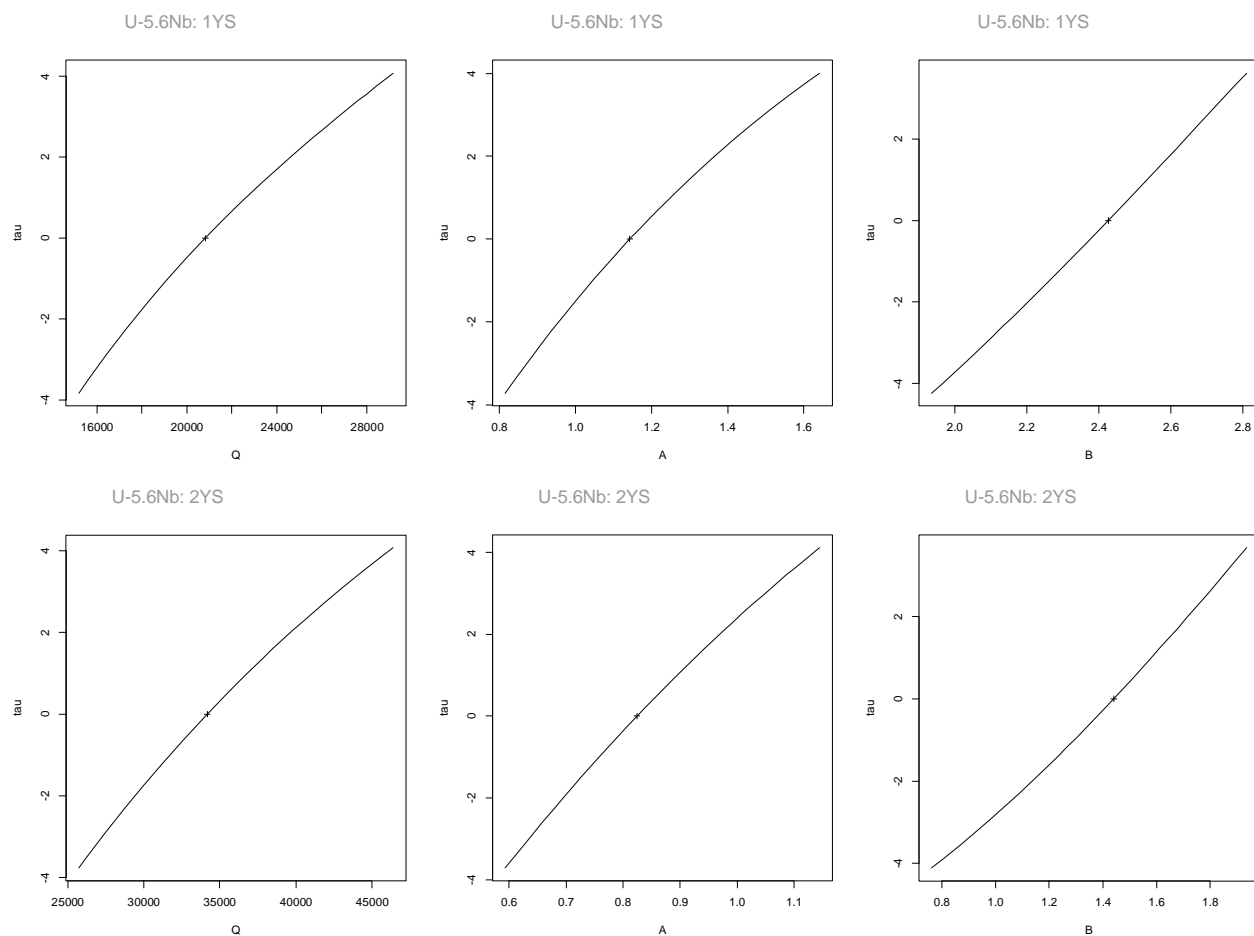 U-5.6Nb: 1YS
tau
4
2
0
-2
-4
16000 20000 24000 28000
Q
U-5.6Nb: 1YS
tau
4
2
0
-2
-4
0.8 1.0 1.2 1.4 1.6
A
U-5.6Nb: 1YS
tau
2
0
-2
-4
2.0 2.2 2.4 2.6 2.8
B
U-5.6Nb: 2YS
tau
4
2
0
-2
-4
25000 30000 35000 40000 45000
Q
U-5.6Nb: 2YS
tau
4
2
0
-2
-4
0.6 0.7 0.8 0.9 1.0 1.1
A
U-5.6Nb: 2YS
tau
2
0
-2
-4
0.8 1.0 1.2 1.4 1.6 1.8
B